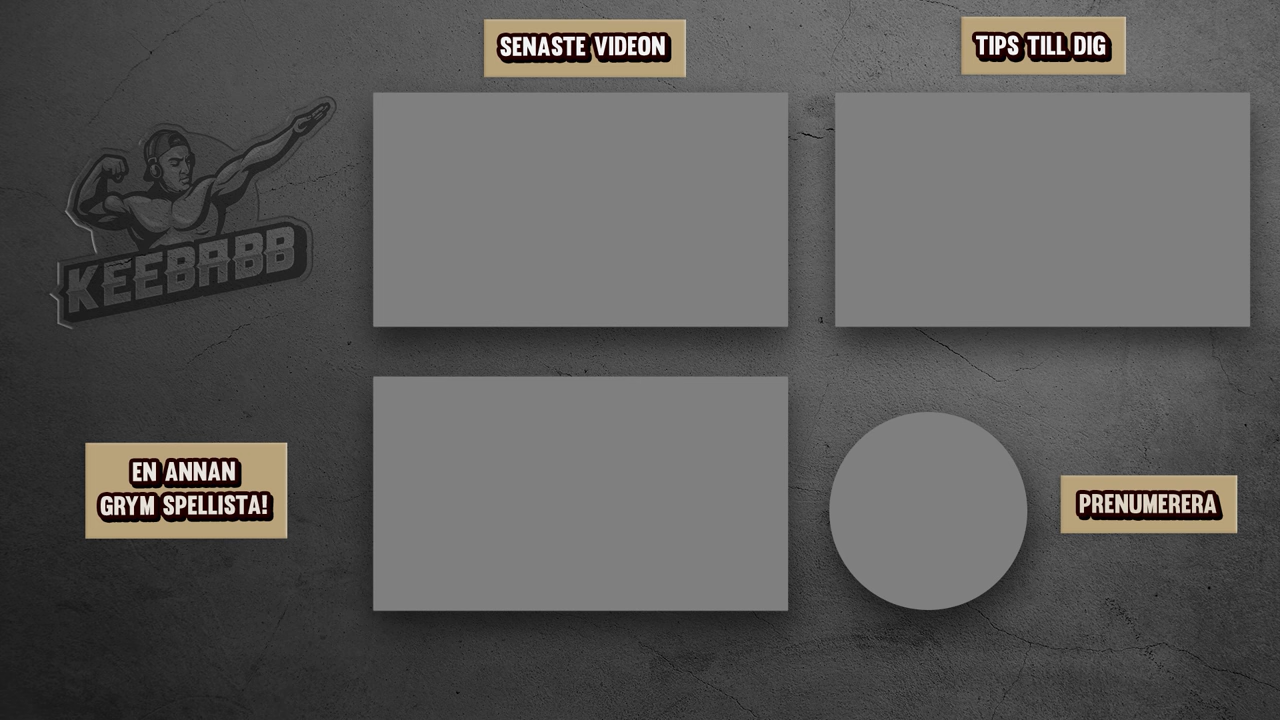 SENASTE VIDEON
TIPS TILL DIG
KEEBABB
EN ANNAN
GRYM SPELLISTA!
PRENUMERERA